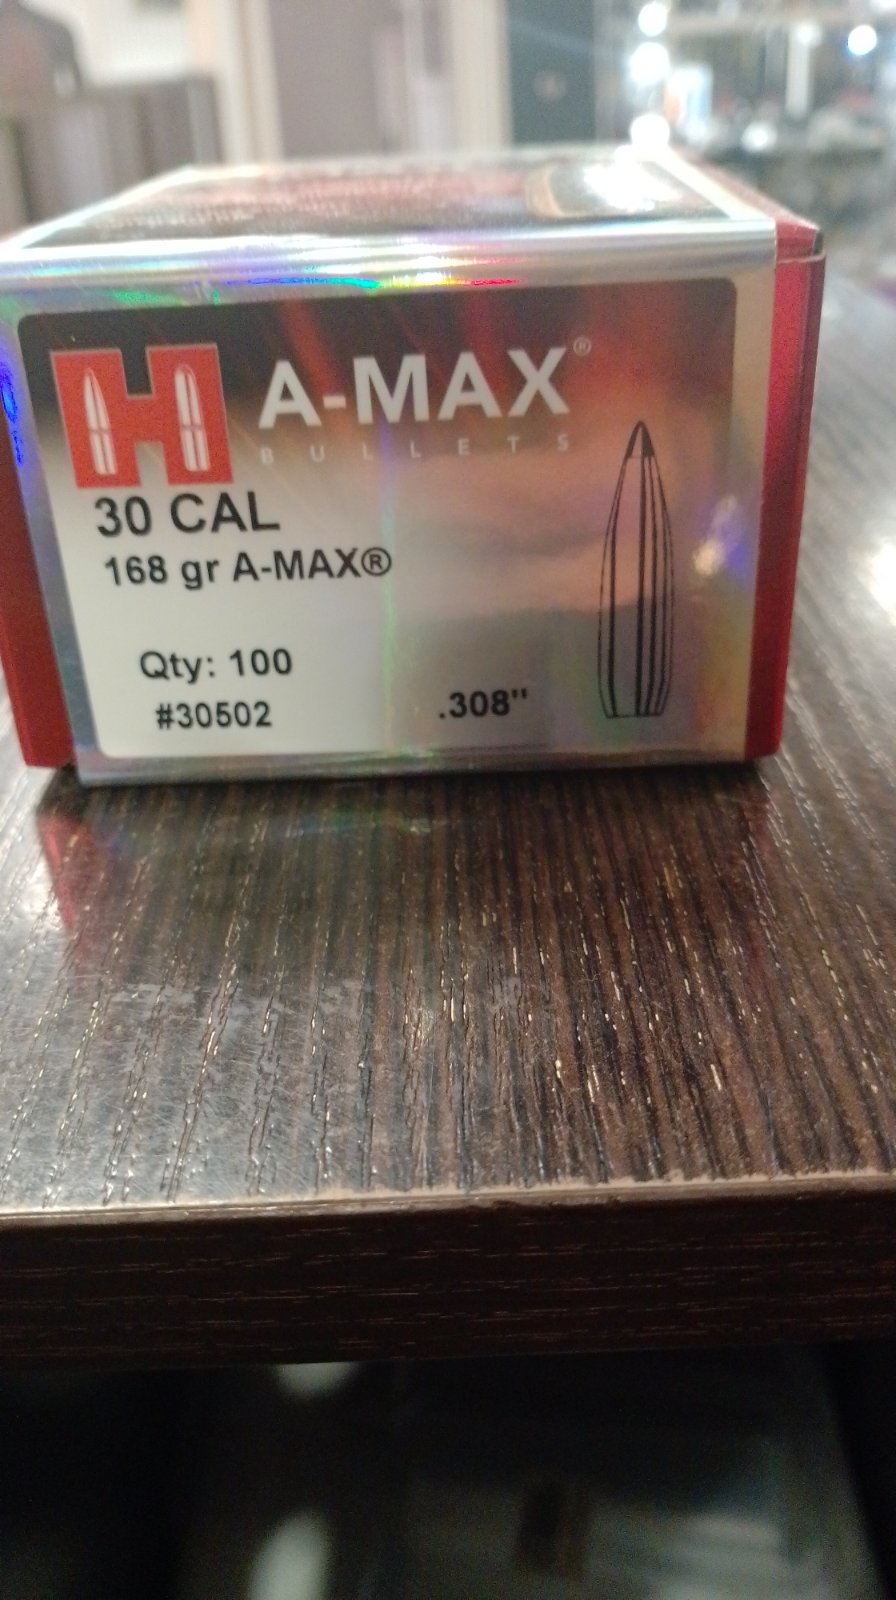 H A-MAX®
BULLETS
30 CAL
168 gr A-MAX®
Qty: 100
#30502
.308"